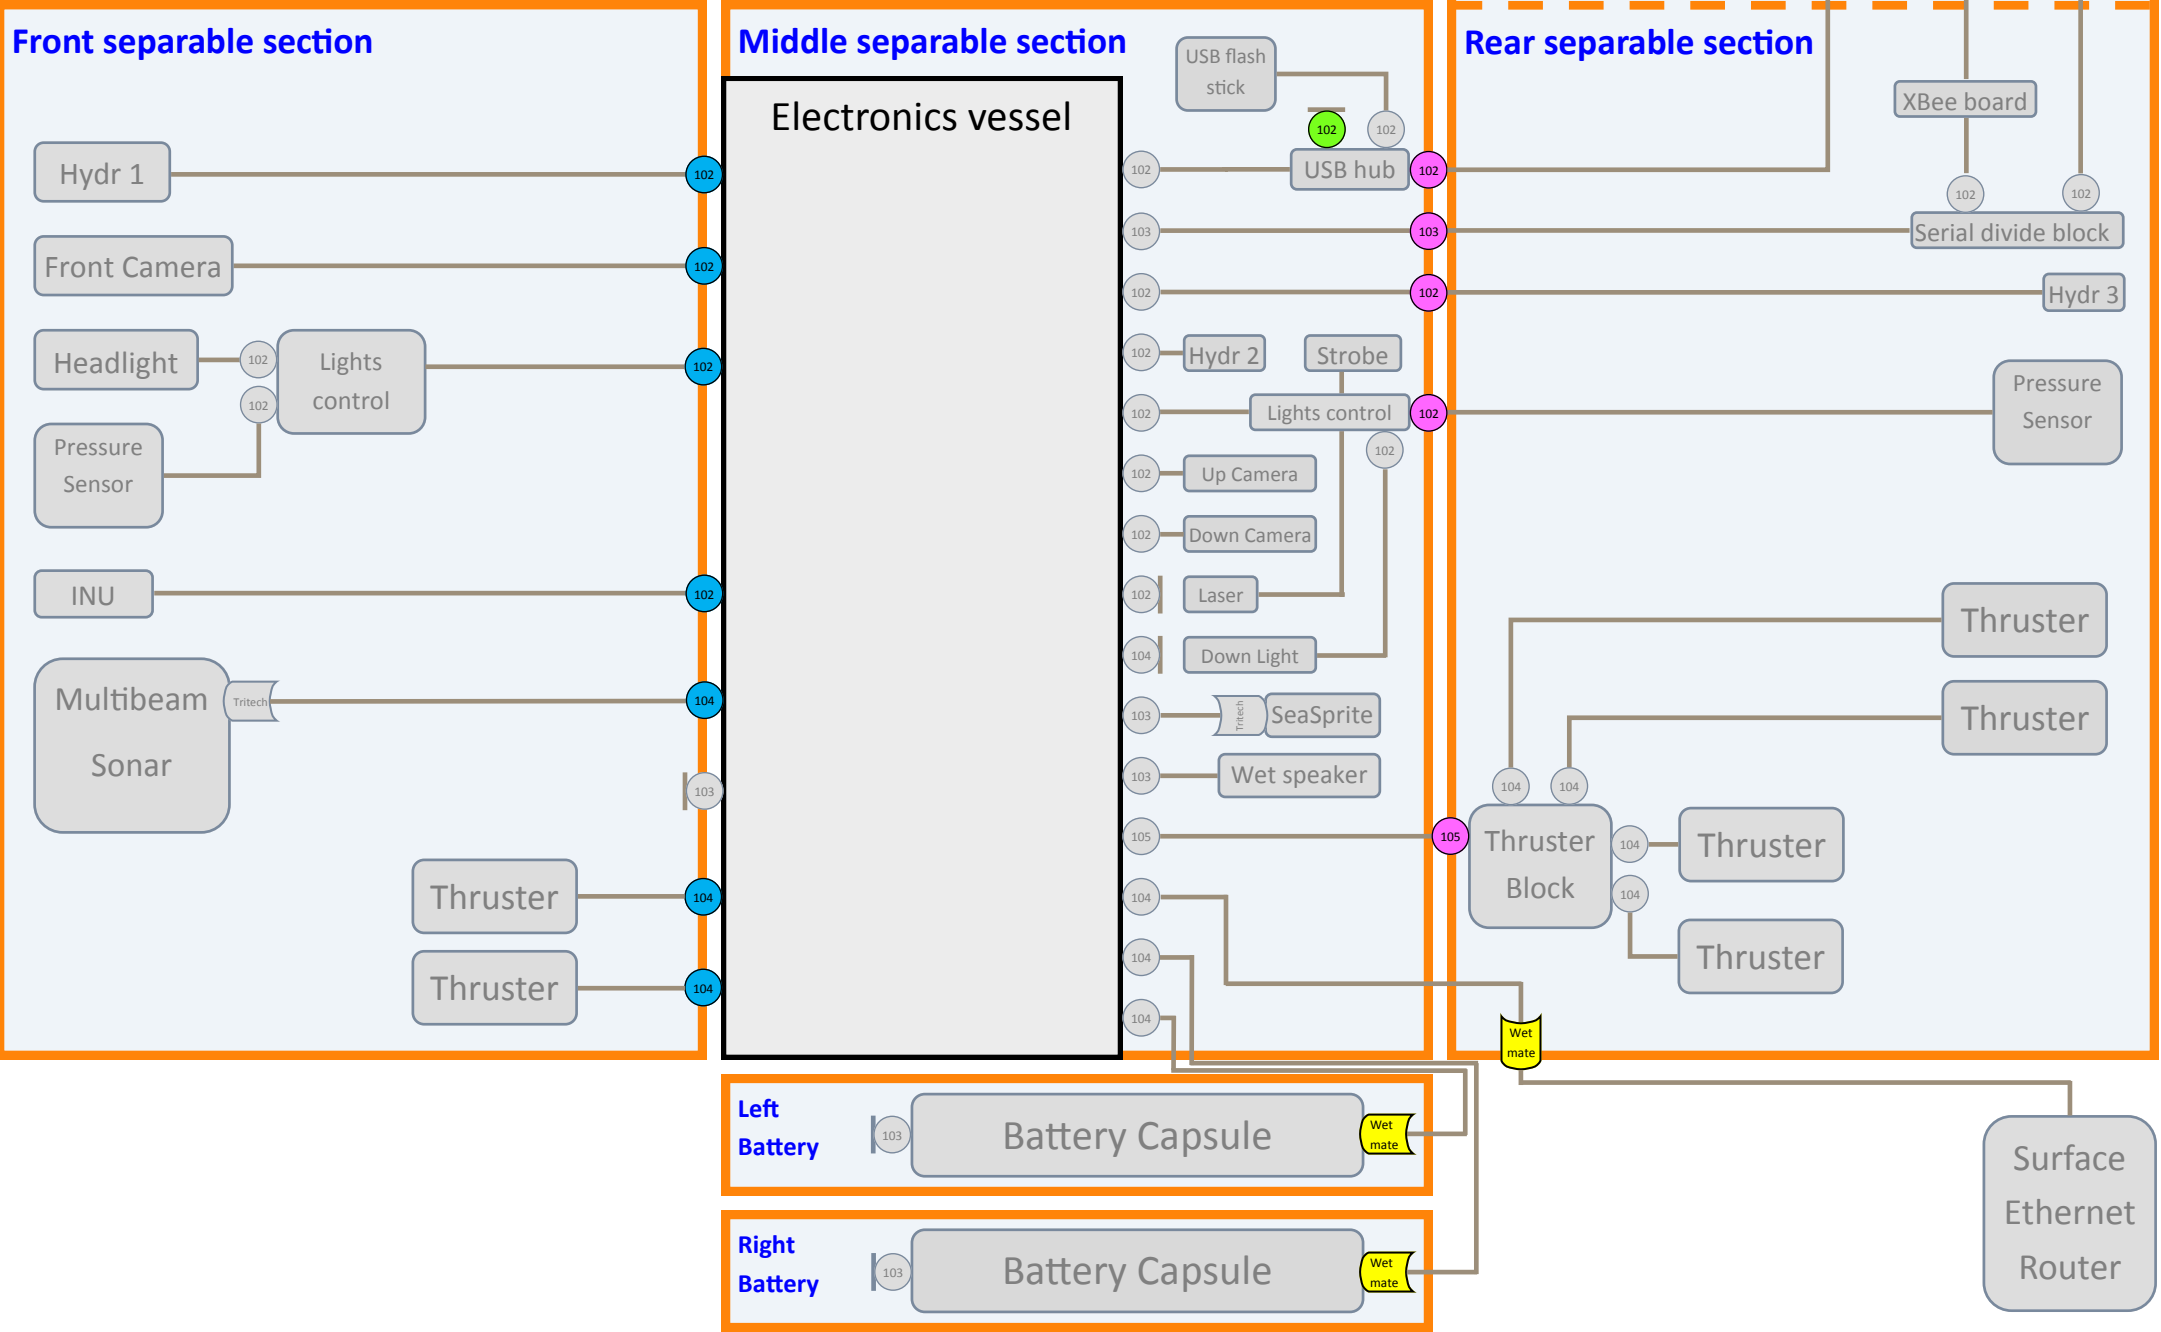 Front separable section
Hydr 1
102
Front Camera
102
Headlight
102
Lights
control
102
102
Pressure
Sensor
INU
102
Multibeam
Sonar
Tritech
104
103
Thruster
104
Thruster
104
Middle separable section
Electronics vessel
USB flash
stick
102
102
102
USB hub
102
103
103
102
102
102
Hydr 2
Strobe
102
Lights control
102
102
102
Up Camera
102
Down Camera
102
Laser
104
Down Light
103
Tritech
SeaSprite
103
Wet speaker
105
105
104
104
104
Rear separable section
XBee board
102
102
Serial divide block
Hydr 3
Pressure
Sensor
Thruster
Thruster
104
104
Thruster
Block
104
Thruster
104
Thruster
Wet
mate
Left
Battery
103
Battery Capsule
Wet
mate
Right
Battery
103
Battery Capsule
Wet
mate
Surface
Ethernet
Router